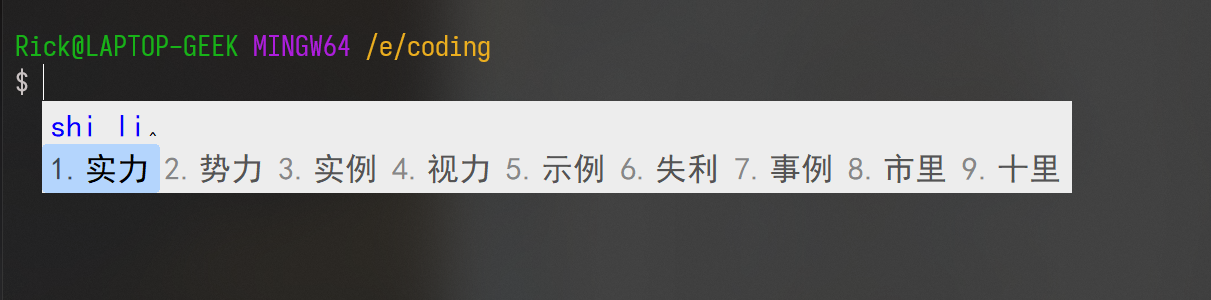 Rick@LAPTOP-GEEK MINGW64 /e/coding
$
shi li‸
1. 实力 2. 势力 3. 实例 4. 视力 5. 示例 6. 失利 7. 事例 8. 市里 9. 十里